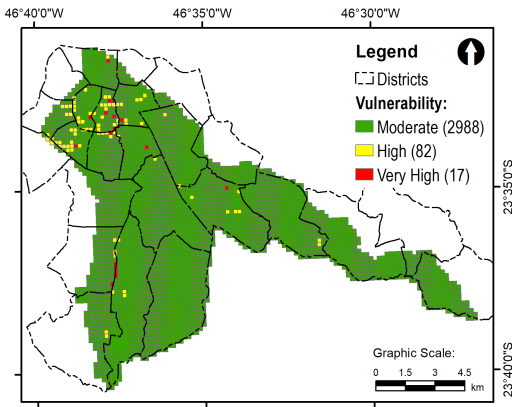 46°40'0"W 46°35'0"W 46°30'0"W
Legend
Districts
Vulnerability:
Moderate (2988)
High (82)
Very High (17)
23°35'0"S
23°40'0"S
Graphic Scale:
0 1.5 3 4.5
km